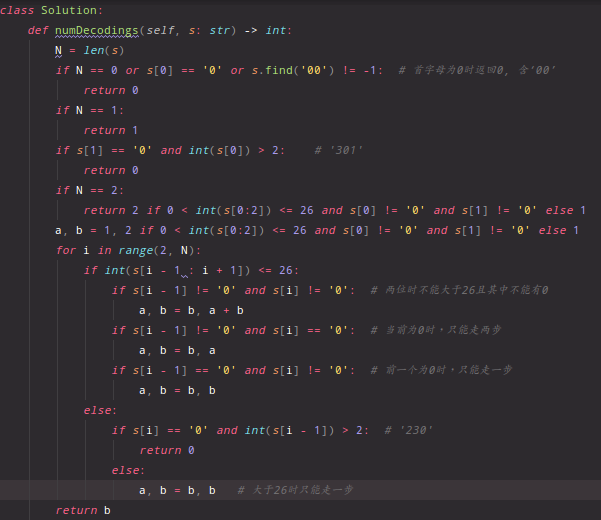 class Solution:
    def numDecodings(self, s: str) -> int:
        N = len(s)
        if N == 0 or s[0] == '0' or s.find('00') != -1:  # 首字母为0时返回0, 含'00'
            return 0
        if N == 1:
            return 1
        if s[1] == '0' and int(s[0]) > 2:    # '301'
            return 0
        if N == 2:
            return 2 if 0 < int(s[0:2]) <= 26 and s[0] != '0' and s[1] != '0' else 1
        a, b = 1, 2 if 0 < int(s[0:2]) <= 26 and s[0] != '0' and s[1] != '0' else 1
        for i in range(2, N):
            if int(s[i - 1 : i + 1]) <= 26:
                if s[i - 1] != '0' and s[i] != '0':  # 两位时不能大于26且其中不能有0
                    a, b = b, a + b
                if s[i - 1] != '0' and s[i] == '0':  # 当前为0时，只能走两步
                    a, b = b, a
                if s[i - 1] == '0' and s[i] != '0':  # 前一个为0时，只能走一步
                    a, b = b, b
            else:
                if s[i] == '0' and int(s[i - 1]) > 2:  # '230'
                    return 0
                else:
                    a, b = b, b   # 大于26时只能走一步
        return b